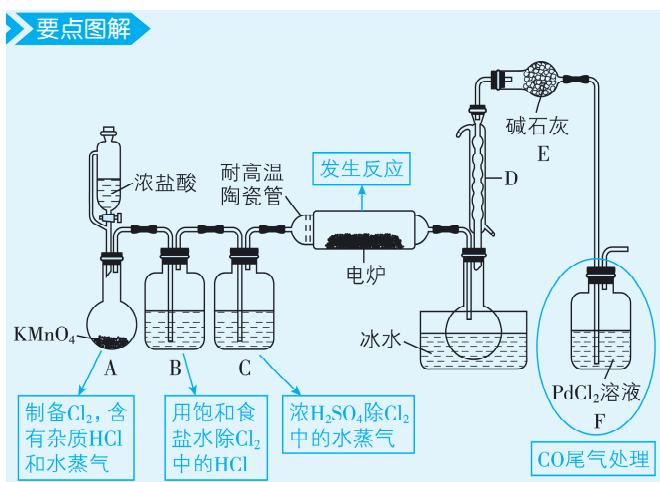 要点图解
浓盐酸
耐高温
陶瓷管
发生反应
电炉
碱石灰
E
D
KMnO₄
A
B
C
冰水
PdCl₂溶液
F
制备Cl₂，含
有杂质HCl
和水蒸气
用饱和食
盐水除Cl₂
中的HCl
浓H₂SO₄除Cl₂
中的水蒸气
CO尾气处理